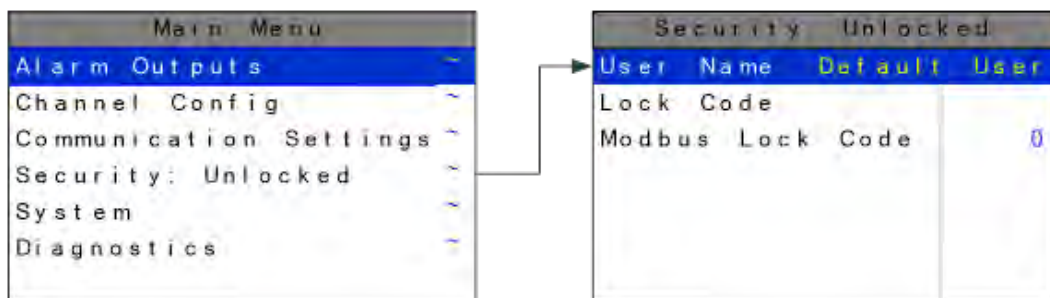 Main Menu
Alarm Outputs ~
Channel Config ~
Communication Settings ~
Security: Unlocked ~
System ~
Diagnostics ~
Security Unlocked
User Name Default User
Lock Code
Modbus Lock Code 0